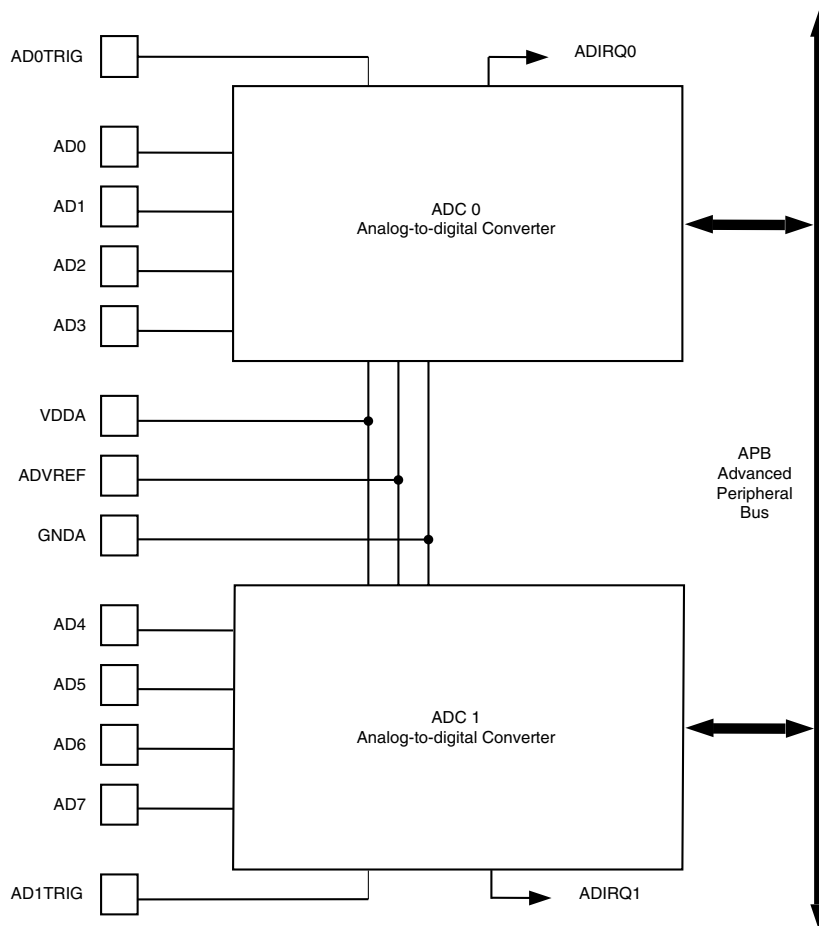 AD0TRIG
ADIRQ0
AD0
AD1
AD2
AD3
ADC 0
Analog-to-digital Converter
VDDA
ADVREF
GNDA
APB
Advanced
Peripheral
Bus
AD4
AD5
AD6
AD7
ADC 1
Analog-to-digital Converter
AD1TRIG
ADIRQ1